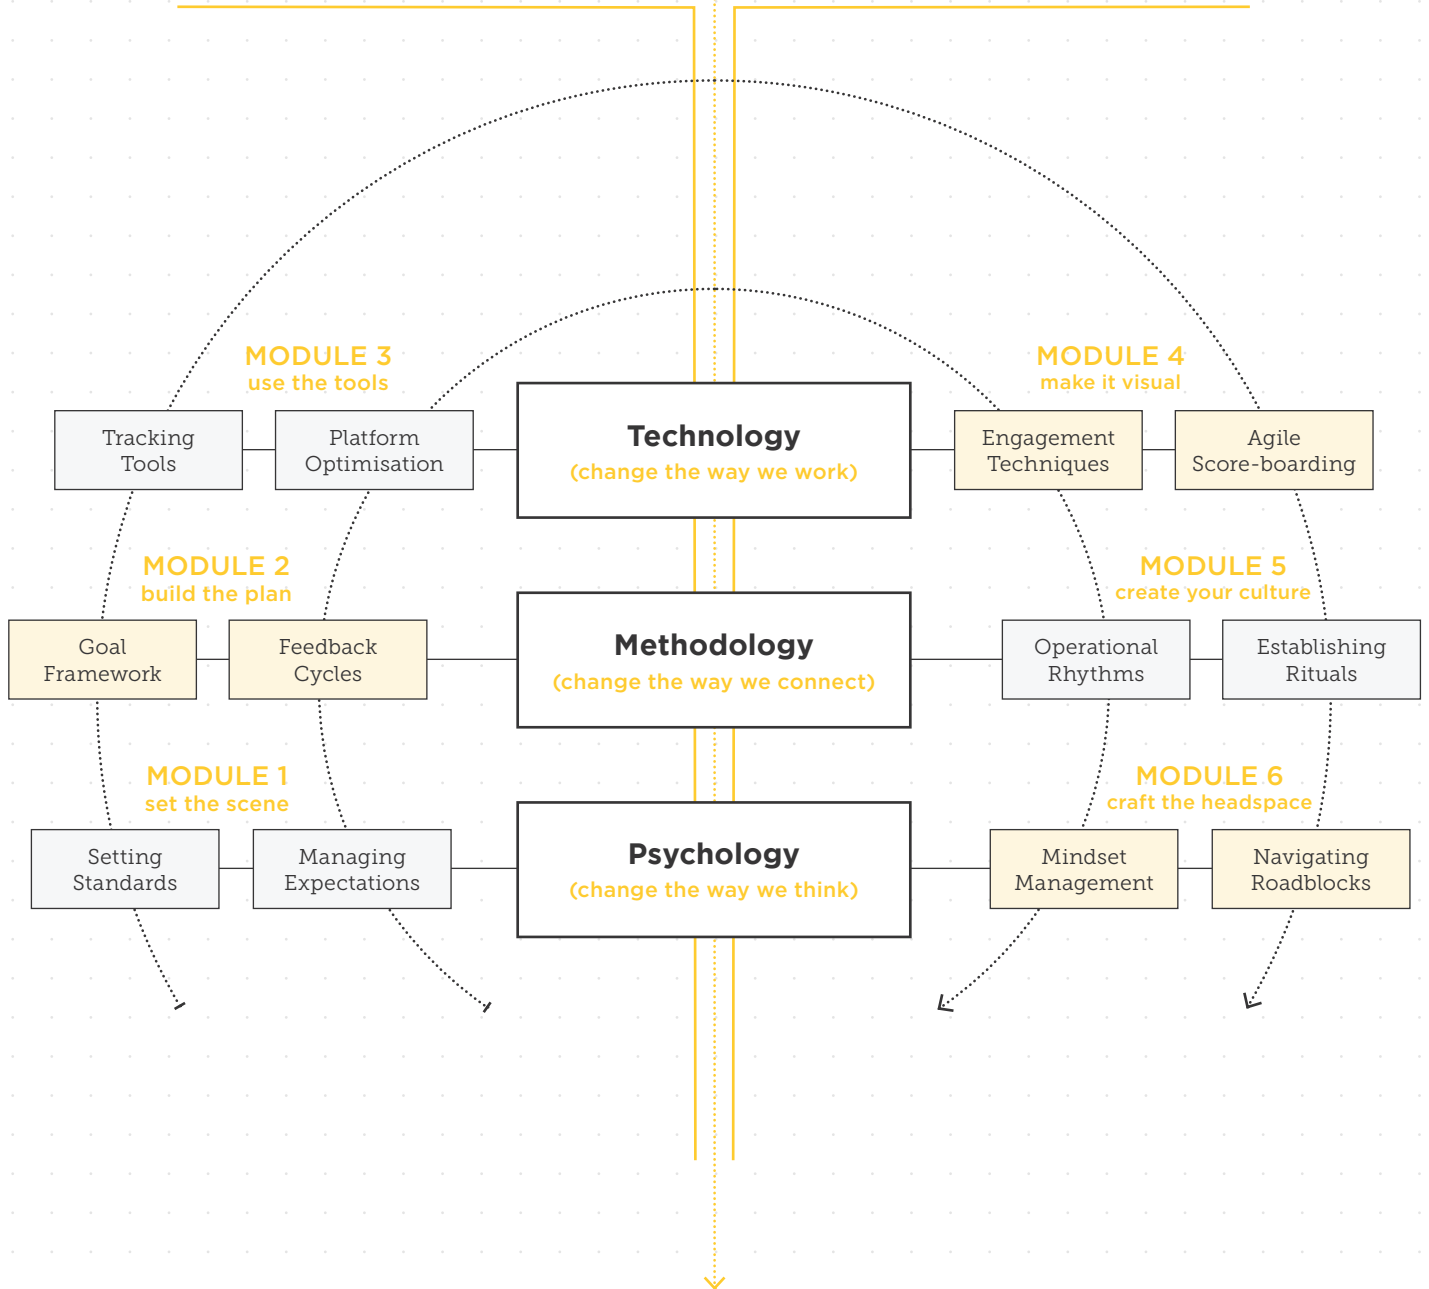 MODULE 3
use the tools
MODULE 4
make it visual
Tracking
Tools
Platform
Optimisation
Technology
(change the way we work)
Engagement
Techniques
Agile
Score-boarding
MODULE 2
build the plan
MODULE 5
create your culture
Goal
Framework
Feedback
Cycles
Methodology
(change the way we connect)
Operational
Rhythms
Establishing
Rituals
MODULE 1
set the scene
MODULE 6
craft the headspace
Setting
Standards
Managing
Expectations
Psychology
(change the way we think)
Mindset
Management
Navigating
Roadblocks